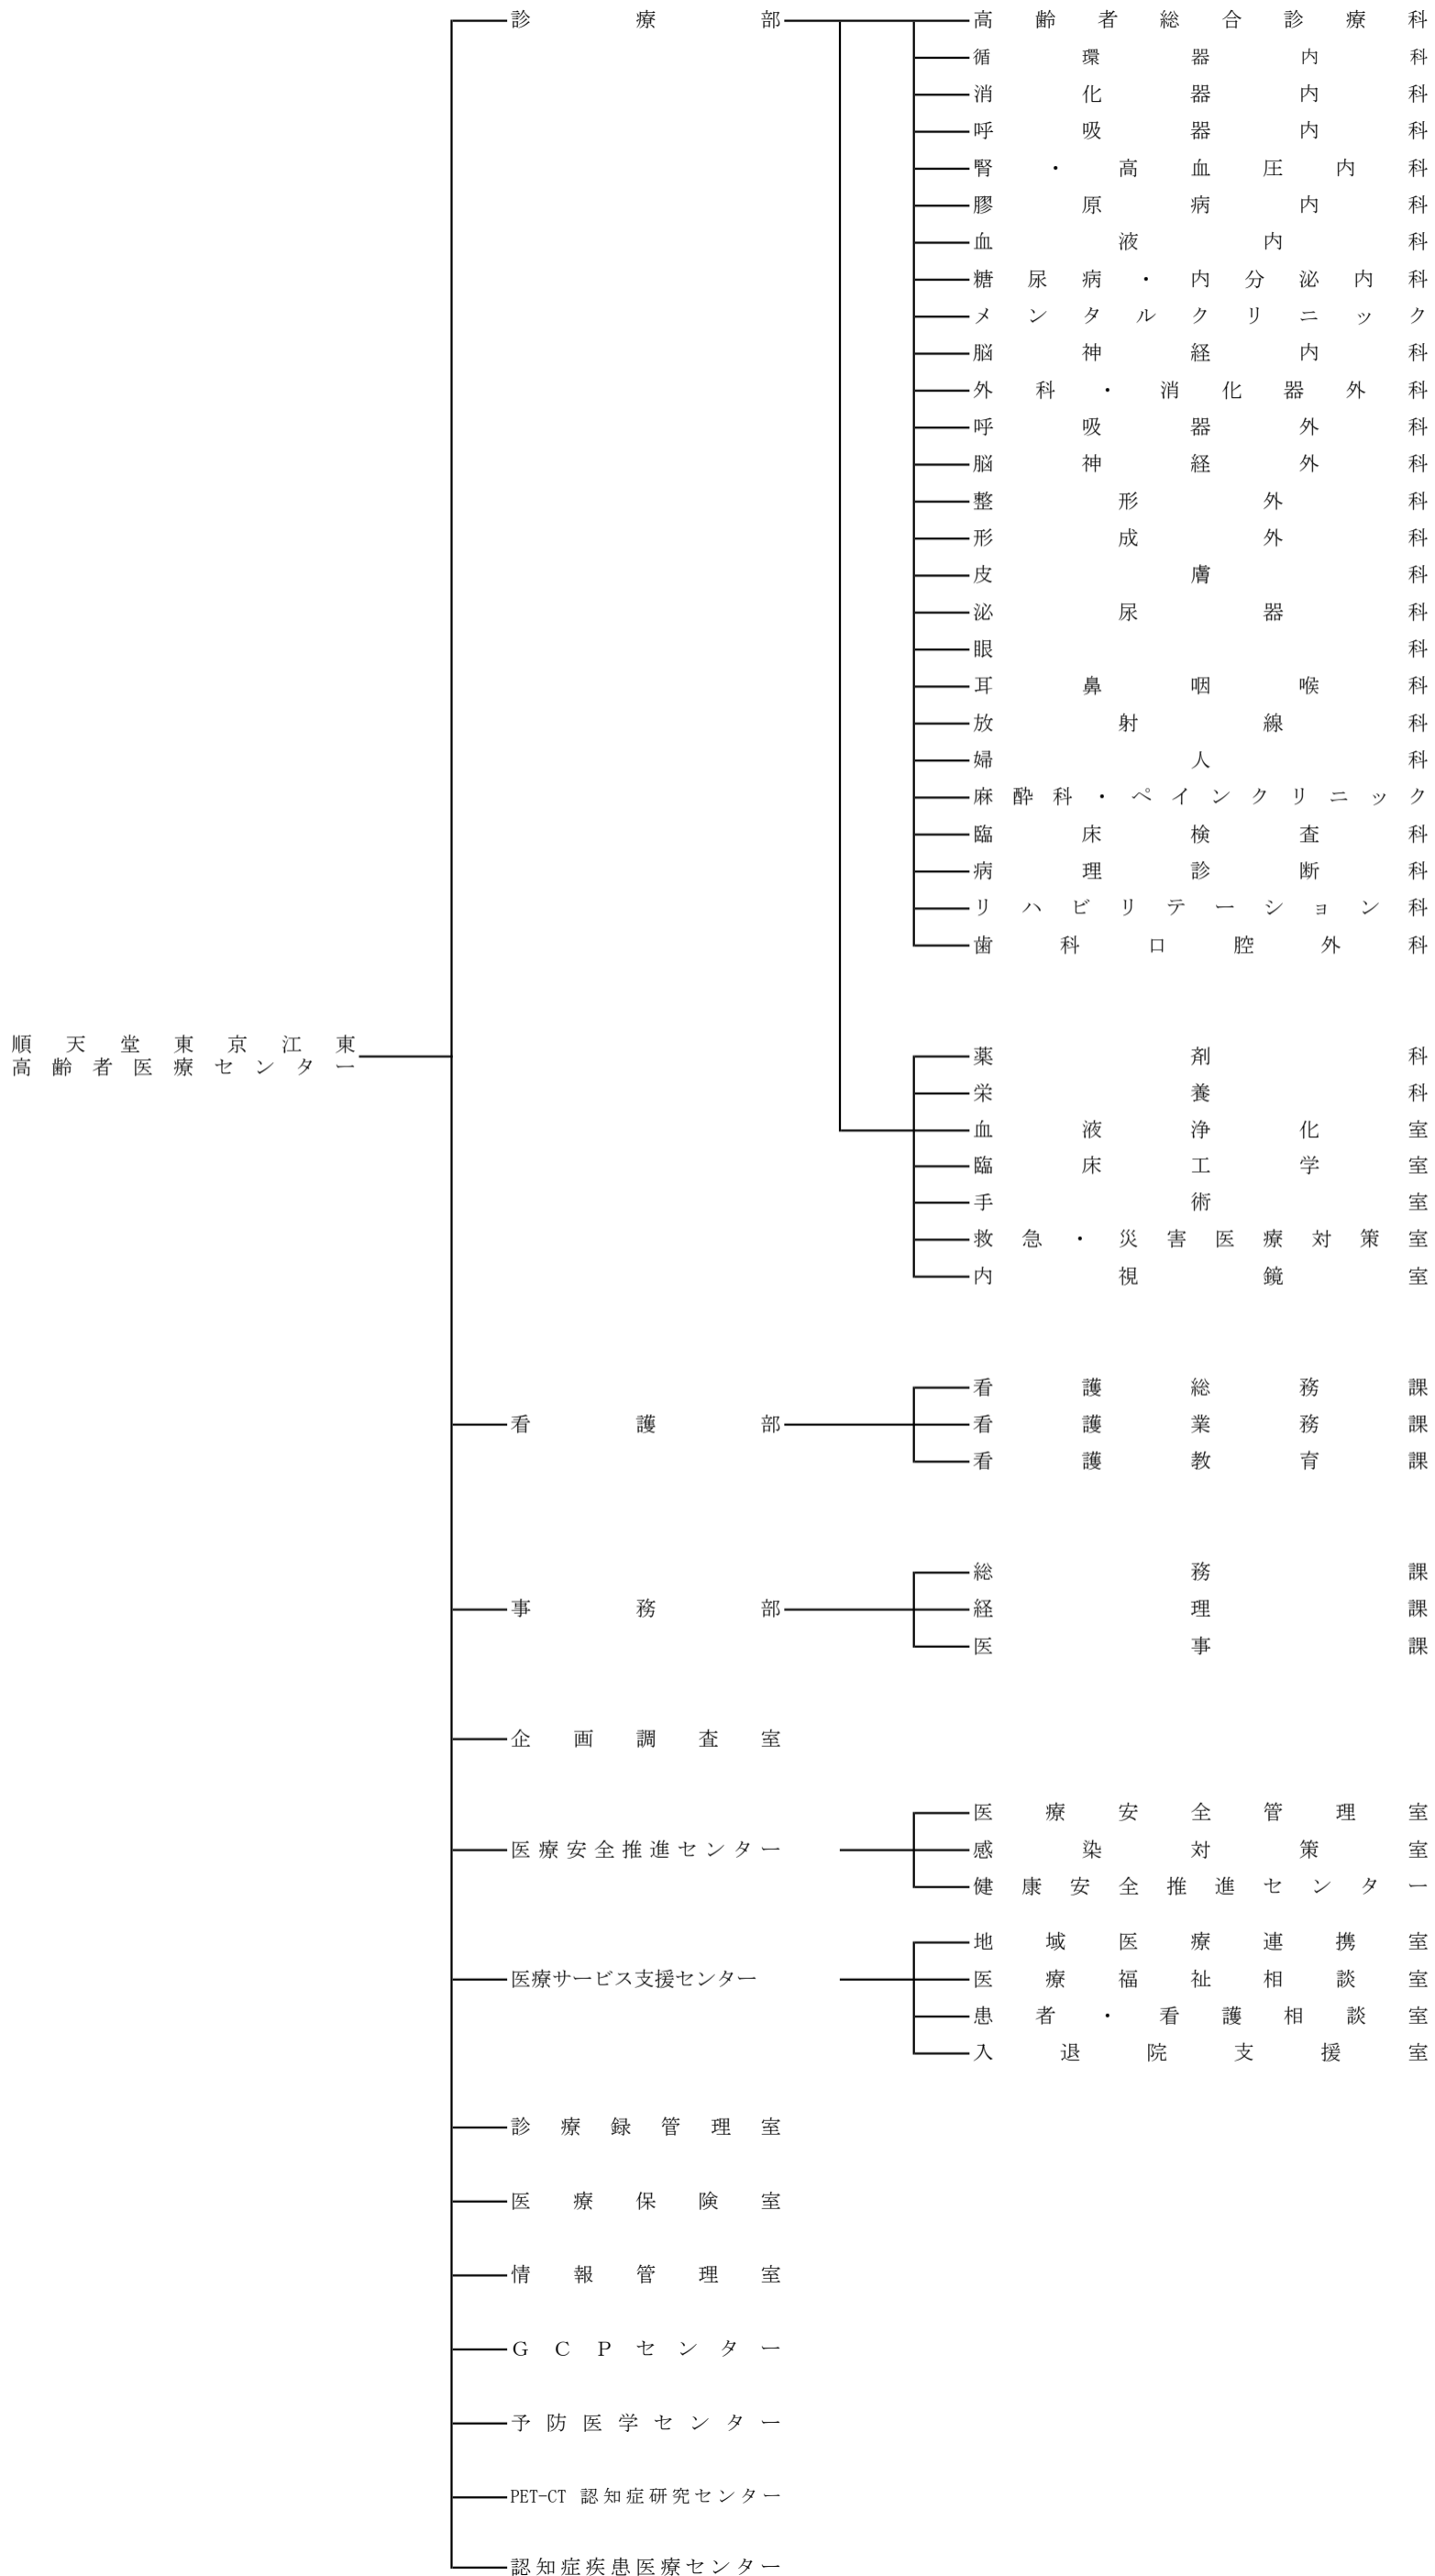 順天堂東京江東
高齢者医療センター
診療部
高齢者総合診療科
循環器内科
消化器内科
呼吸器内科
腎・高血圧内科
膠原病内科
血液内科
糖尿病・内分泌内科
メンタルクリニック
脳神経内科
外科・消化器外科
呼吸器外科
脳神経外科
整形外科
形成外科
皮膚科
泌尿器科
眼科
耳鼻咽喉科
放射線科
婦人科
麻酔科・ペインクリニック
臨床検査科
病理診断科
リハビリテーション科
歯科口腔外科
薬剤科
栄養科
血液浄化室
臨床工学室
手術室
救急・災害医療対策室
内視鏡室
看護部
看護総務課
看護業務課
看護教育課
事務部
総務課
経理課
医事課
企画調査室
医療安全推進センター
医療安全管理室
感染対策室
健康安全推進センター
医療サービス支援センター
地域医療連携室
医療福祉相談室
患者・看護相談室
入退院支援室
診療録管理室
医療保険室
情報管理室
GCPセンター
予防医学センター
PET-CT 認知症研究センター
認知症疾患医療センター